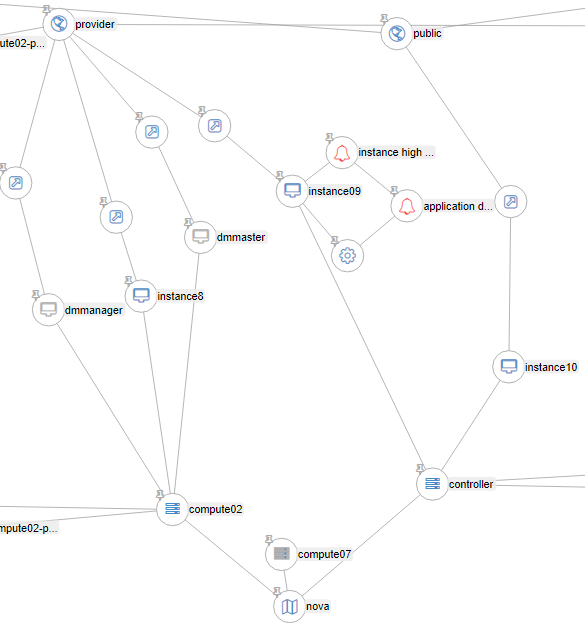 provider
public
ute02-p...
instance high ...
instance09
application d...
dmmaster
instance8
dmmanager
instance10
controller
compute02
mpute02-p...
compute07
nova